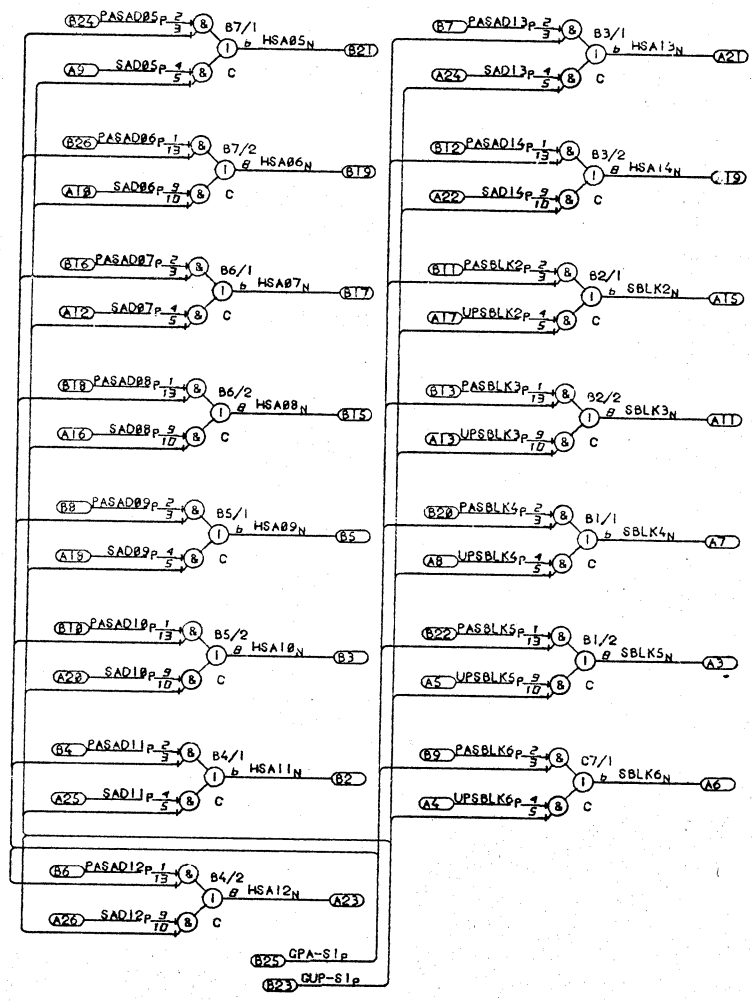 B24 PASAD05P 2 & B7/1
3
I b HSA05N B21
A9 SAD05P 4 & C
5
B26 PASAD06P 1 & B7/2
13
I 8 HSA06N B19
A10 SAD06P 9 & C
10
B16 PASAD07P 2 & B6/1
3
I b HSA07N B17
A12 SAD07P 4 & C
5
B18 PASAD08P 1 & B6/2
13
I 8 HSA08N B15
A16 SAD08P 9 & C
10
B8 PASAD09P 2 & B5/1
3
I b HSA09N B5
A19 SAD09P 4 & C
5
B10 PASAD10P 1 & B5/2
13
I 8 HSA10N B3
A20 SAD10P 9 & C
10
B4 PASAD11P 2 & B4/1
3
I b HSA11N B2
A25 SAD11P 4 & C
5
B6 PASAD12P 1 & B4/2
13
I 8 HSA12N A23
A26 SAD12P 9 & C
10
B7 PASAD13P 2 & B3/1
3
I b HSA13N A21
A24 SAD13P 4 & C
5
B12 PASAD14P 1 & B3/2
13
I 8 HSA14N 19
A22 SAD14P 9 & C
10
B11 PASBLK2P 2 & B2/1
3
I b SBLK2N A15
A17 UPSBLK2P 4 & C
5
B13 PASBLK3P 1 & B2/2
13
I 8 SBLK3N A11
A13 UPSBLK3P 9 & C
10
B20 PASBLK4P 2 & B1/1
3
I b SBLK4N A7
A8 UPSBLK4P 4 & C
5
B22 PASBLK5P 1 & B1/2
13
I 8 SBLK5N A3
A5 UPSBLK5P 9 & C
10
B9 PASBLK6P 2 & C7/1
3
I b SBLK6N A6
A4 UPSBLK6P 4 & C
5
B25 GPA-S1P
B23 GUP-S1P